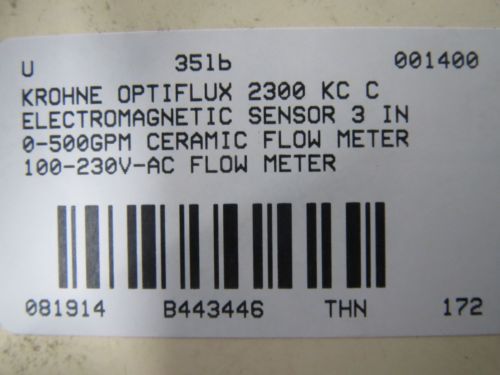 U 35lb 001400
KROHNE OPTIFLUX 2300 KC C
ELECTROMAGNETIC SENSOR 3 IN
0-500GPM CERAMIC FLOW METER
100-230V-AC FLOW METER
081914 B443446 THN 172